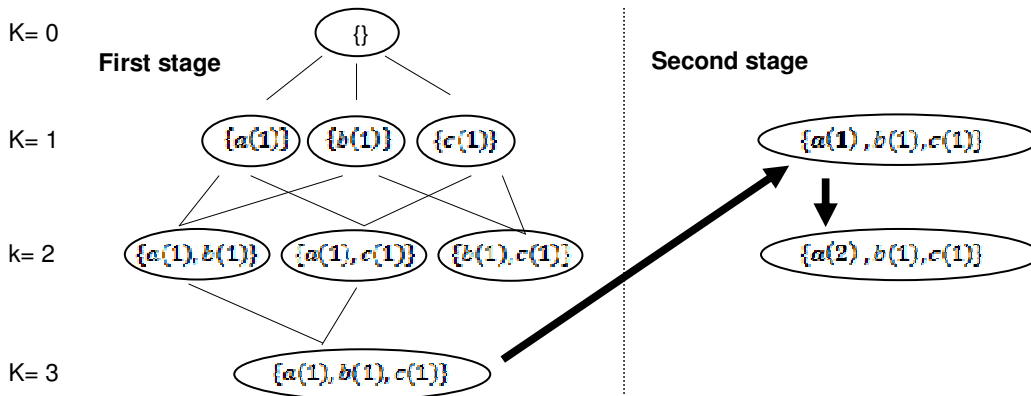 K= 0
{}
First stage
Second stage
K= 1
{a(1)}
{b(1)}
{c(1)}
{a(1) , b(1), c(1)}
k= 2
{a(1), b(1)}
{a(1), c(1)}
{b(1), c(1)}
{a(2) , b(1), c(1)}
K= 3
{a(1), b(1), c(1)}